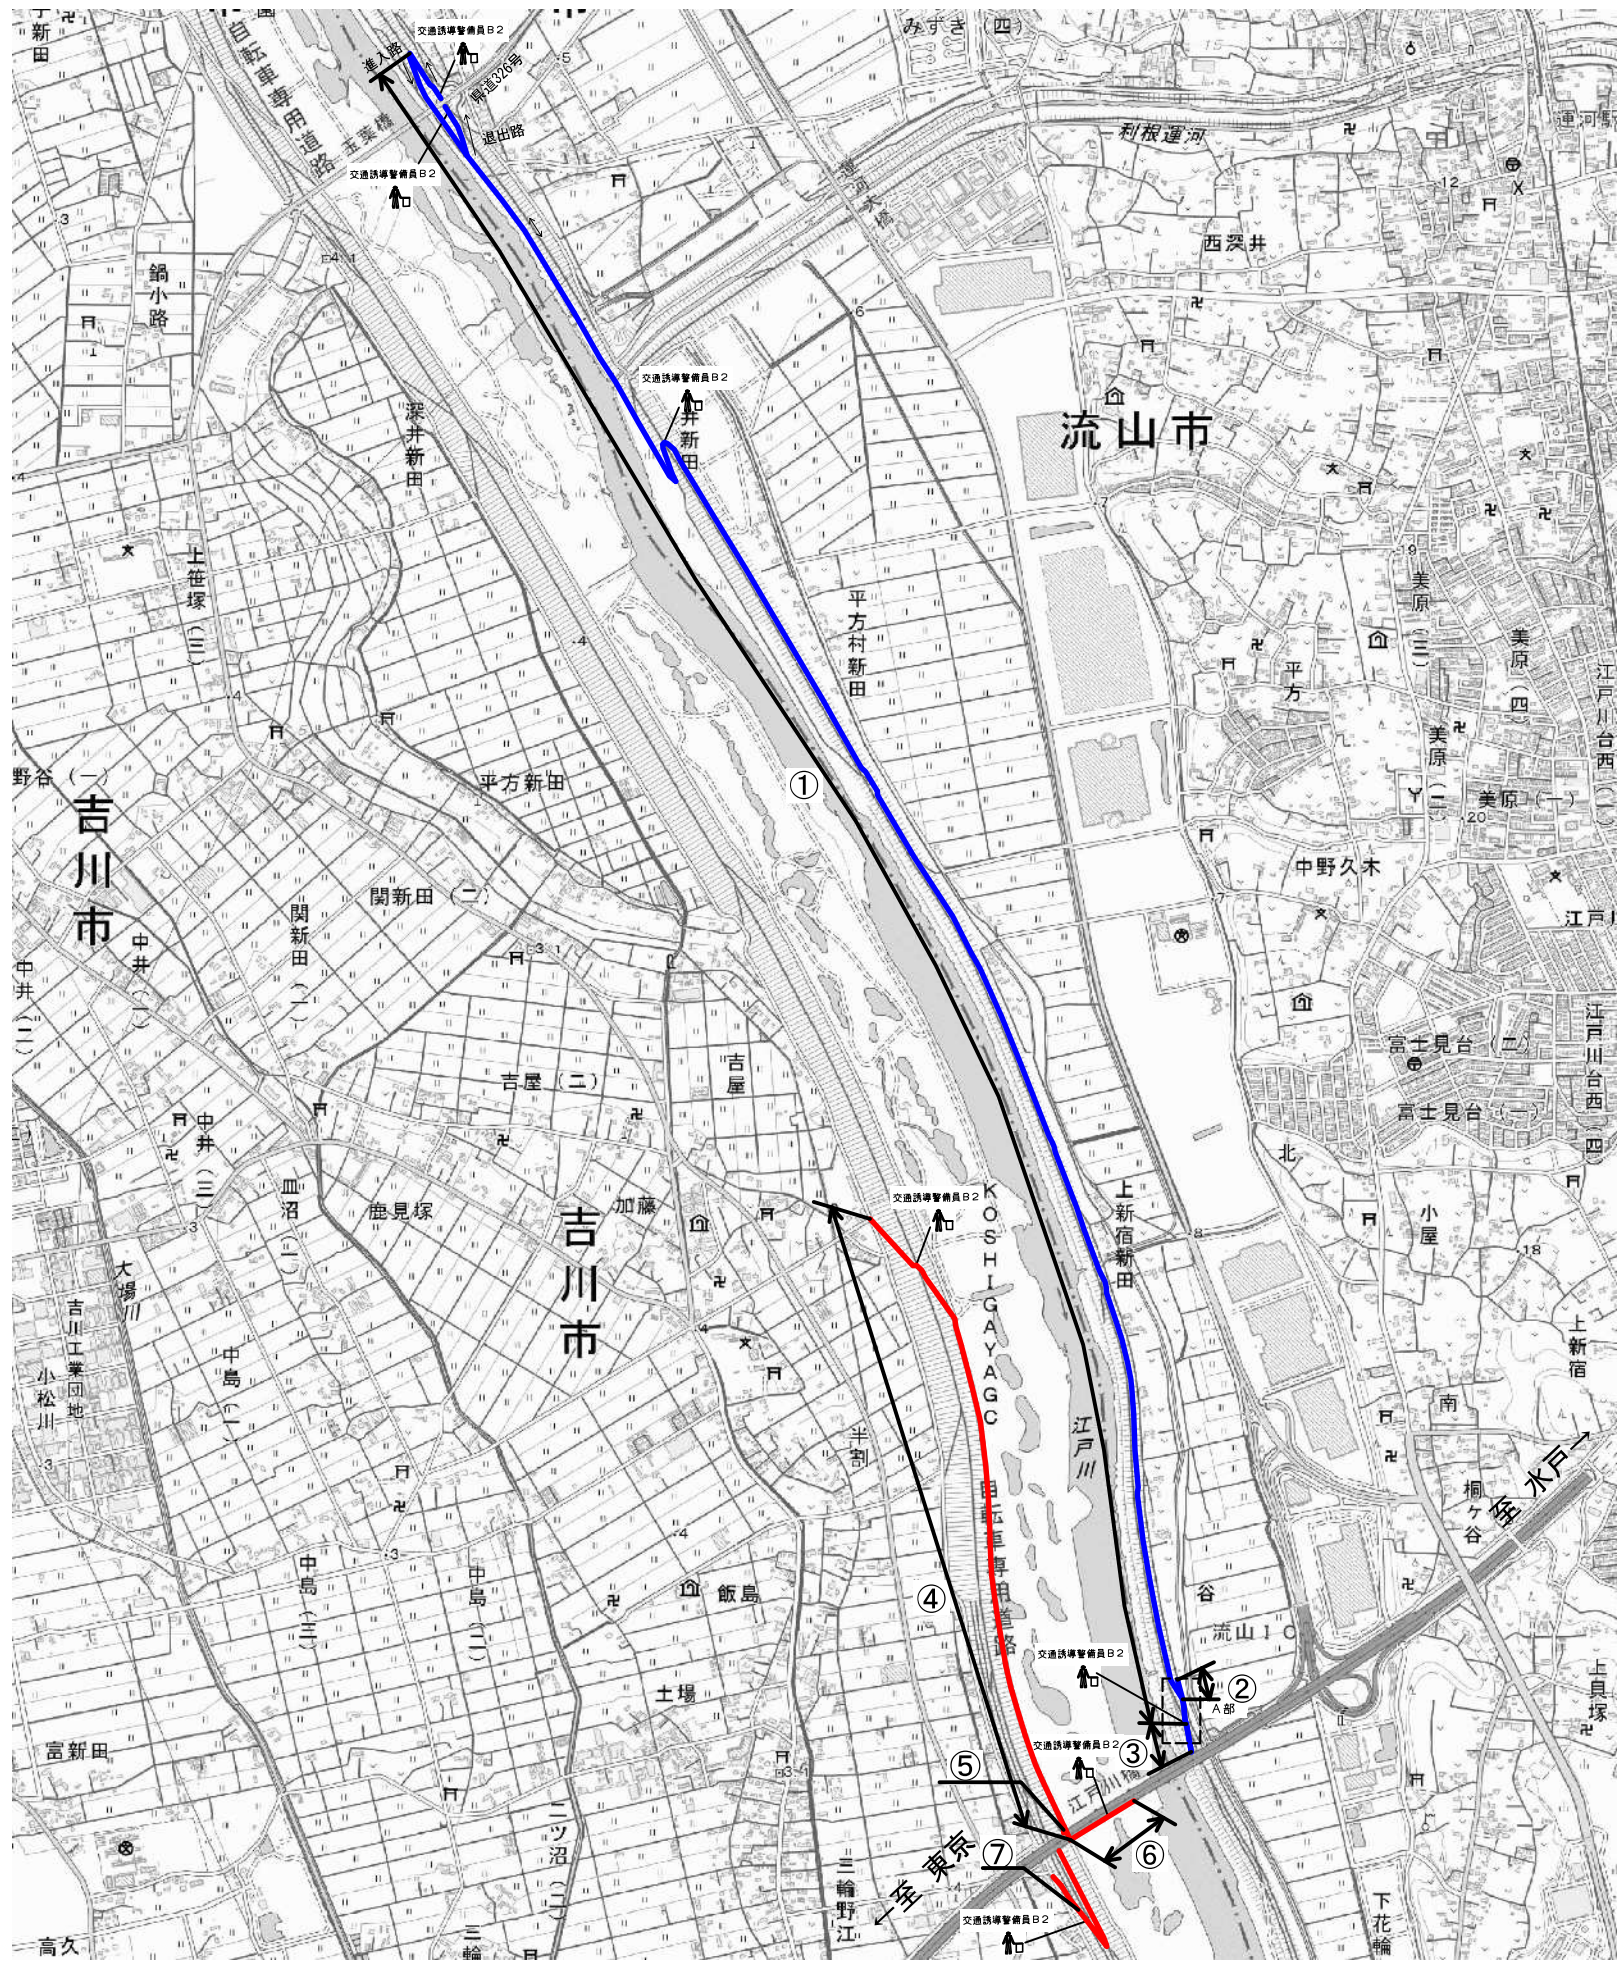 みずき（四）
交通誘導警備員Ｂ２
進入路
県道326号
自転車専用道路
玉葉橋
退出路
交通誘導警備員Ｂ２
利根運河
運河駅
運河大橋
西深井
鍋小路
交通誘導警備員Ｂ２
井新田
深井新田
流山市
上笹塚（三）
平方村新田
美原（三）
美原（四）
江戸川台西（一）
平方
美原（二）
美原（一）
野谷（一）
吉川市
平方新田
①
中野久木
関新田（二）
関新田（一）
中井（一）
中井（二）
江戸川
江戸川台西（四）
富士見台（二）
富士見台（一）
吉屋（二）
吉屋
中井（三）
皿沼（一）
鹿見塚
加藤
吉川市
交通誘導警備員Ｂ２
KOSHIGAYAGC
上新宿新田
北
小屋
上新宿
大場川
吉川工業団地
小松川
中島（一）
半割
江戸川
南
桐ヶ谷
至 水戸
自転車専用道路
中島（三）
中島（二）
飯島
④
谷
流山ＩＣ
交通誘導警備員Ｂ２
②
Ａ部
上貝塚
土場
富新田
交通誘導警備員Ｂ２
③
⑤
江戸川橋
⑥
⑦
至 東京
二ツ沼（二）
三輪野江
交通誘導警備員Ｂ２
下花輪
高久
三輪